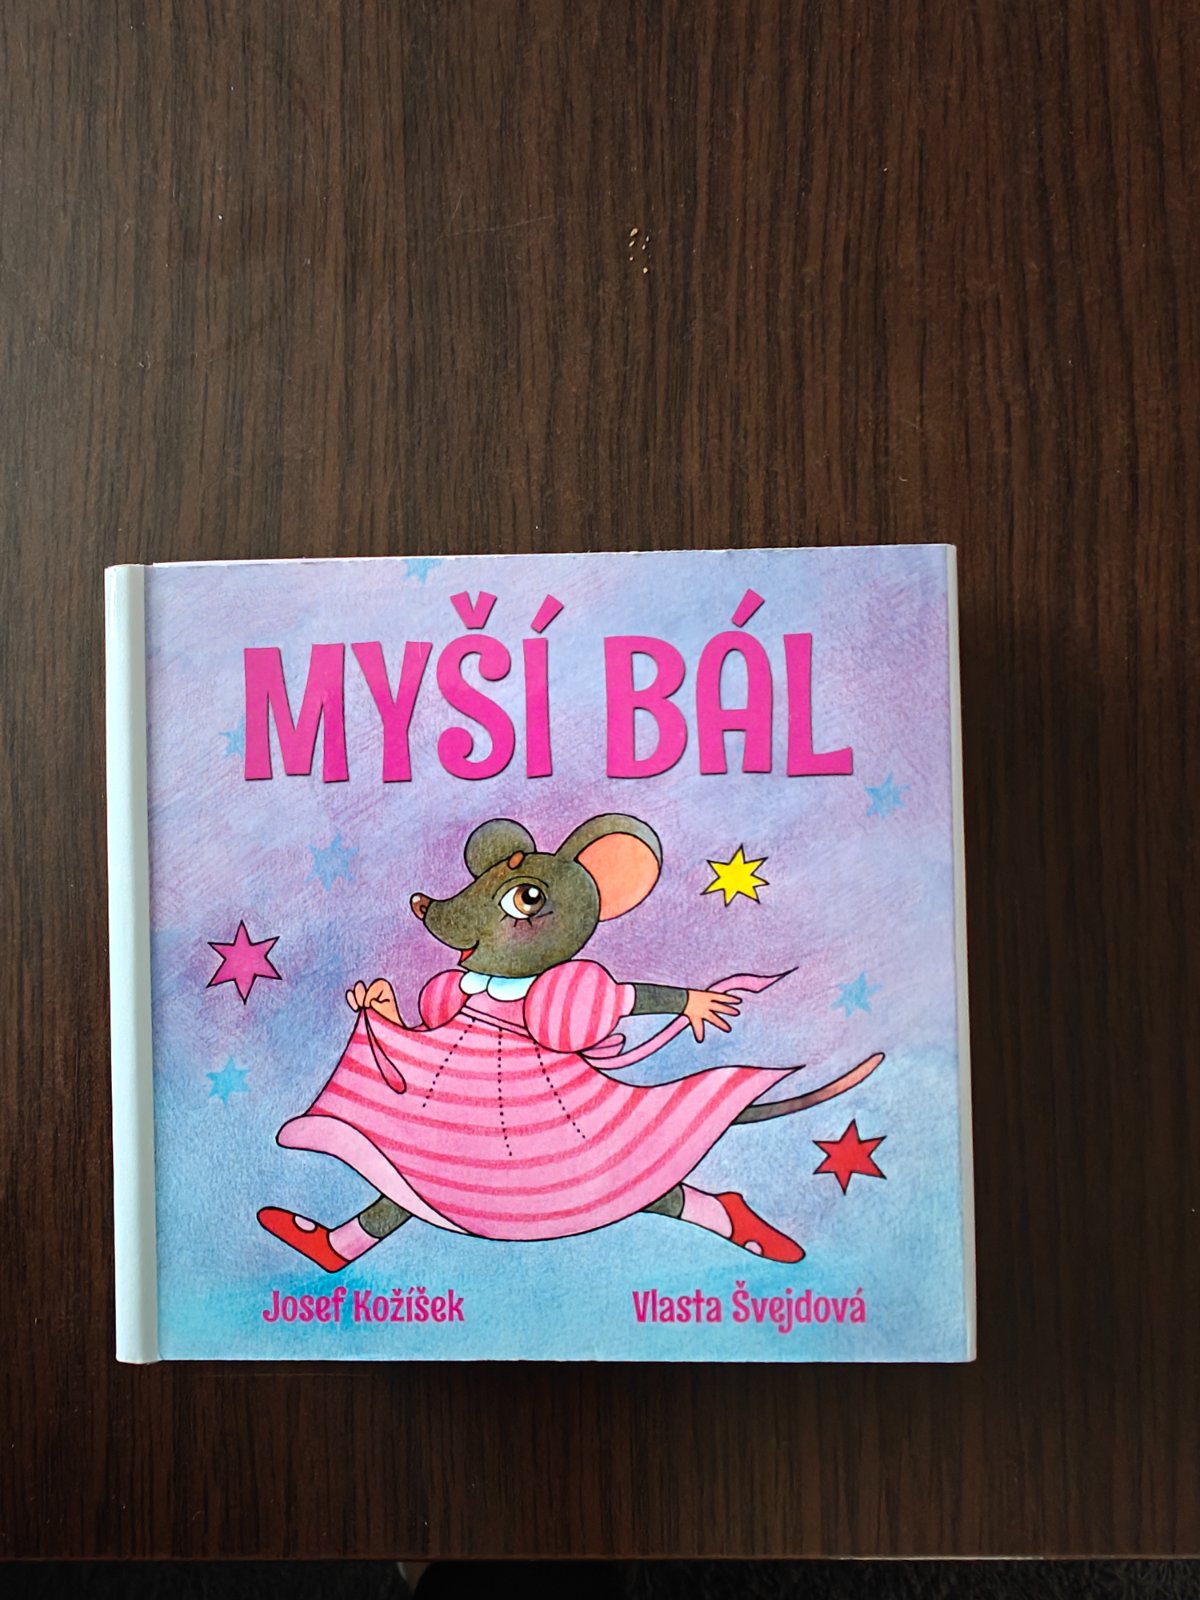 MYŠÍ BÁL
Josef Kožíšek
Vlasta Švejdová